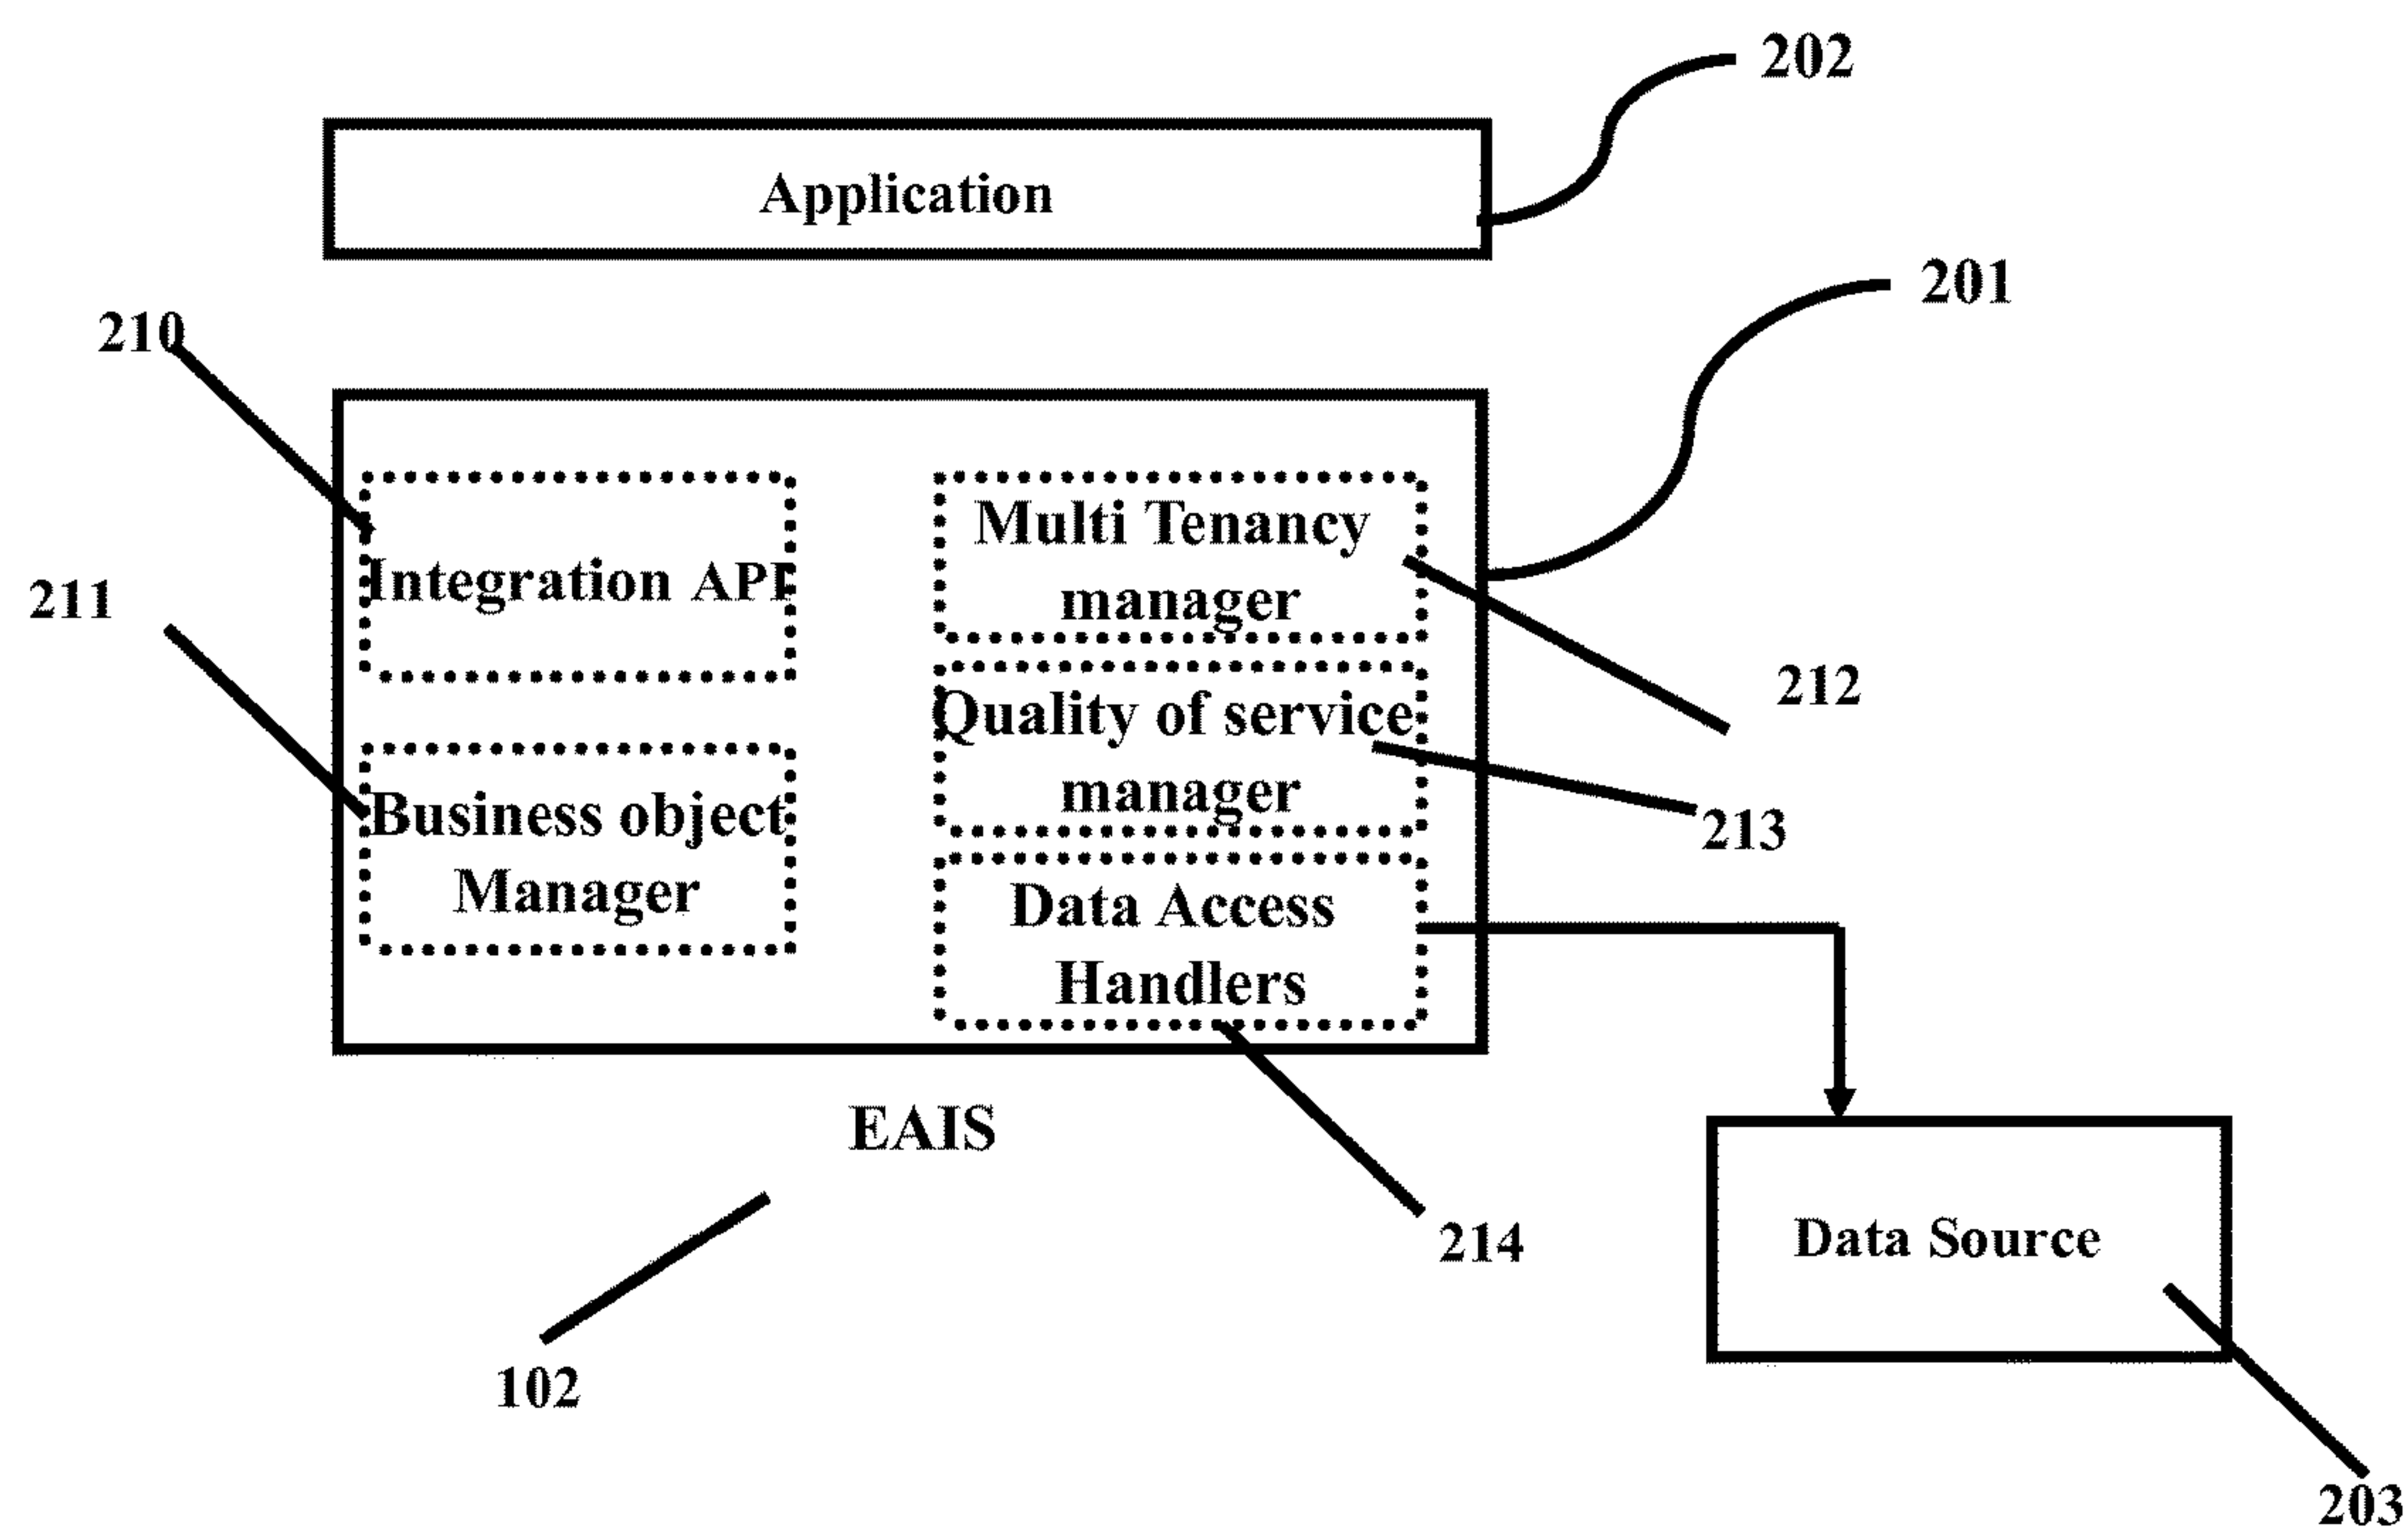 202
Application
201
210
Integration API
Multi Tenancy
manager
211
212
Quality of service
manager
213
Business object
Manager
Data Access
Handlers
EAIS
214
Data Source
102
203